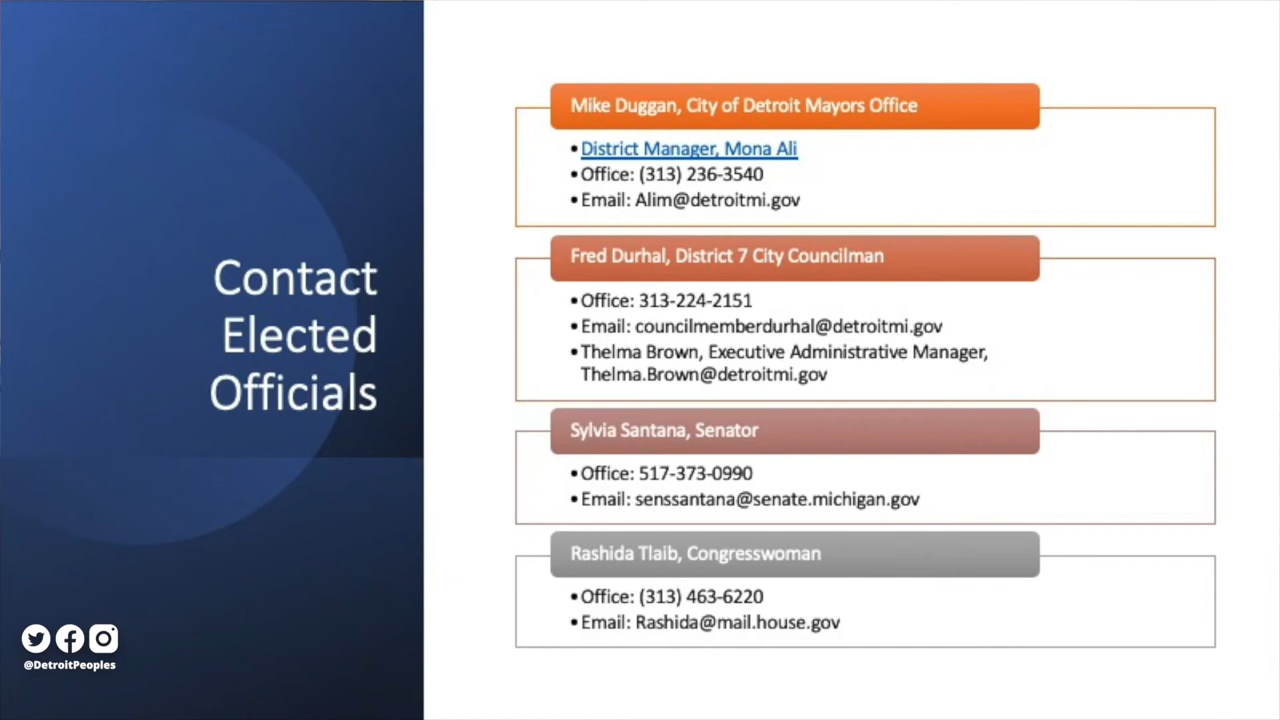 Contact
Elected
Officials
@DetroitPeoples
Mike Duggan, City of Detroit Mayors Office
•District Manager, Mona Ali
•Office: (313) 236-3540
•Email: Alim@detroitmi.gov
Fred Durhal, District 7 City Councilman
•Office: 313-224-2151
•Email: councilmemberdurhal@detroitmi.gov
•Thelma Brown, Executive Administrative Manager,
Thelma.Brown@detroitmi.gov
Sylvia Santana, Senator
•Office: 517-373-0990
•Email: senssantana@senate.michigan.gov
Rashida Tlaib, Congresswoman
•Office: (313) 463-6220
•Email: Rashida@mail.house.gov